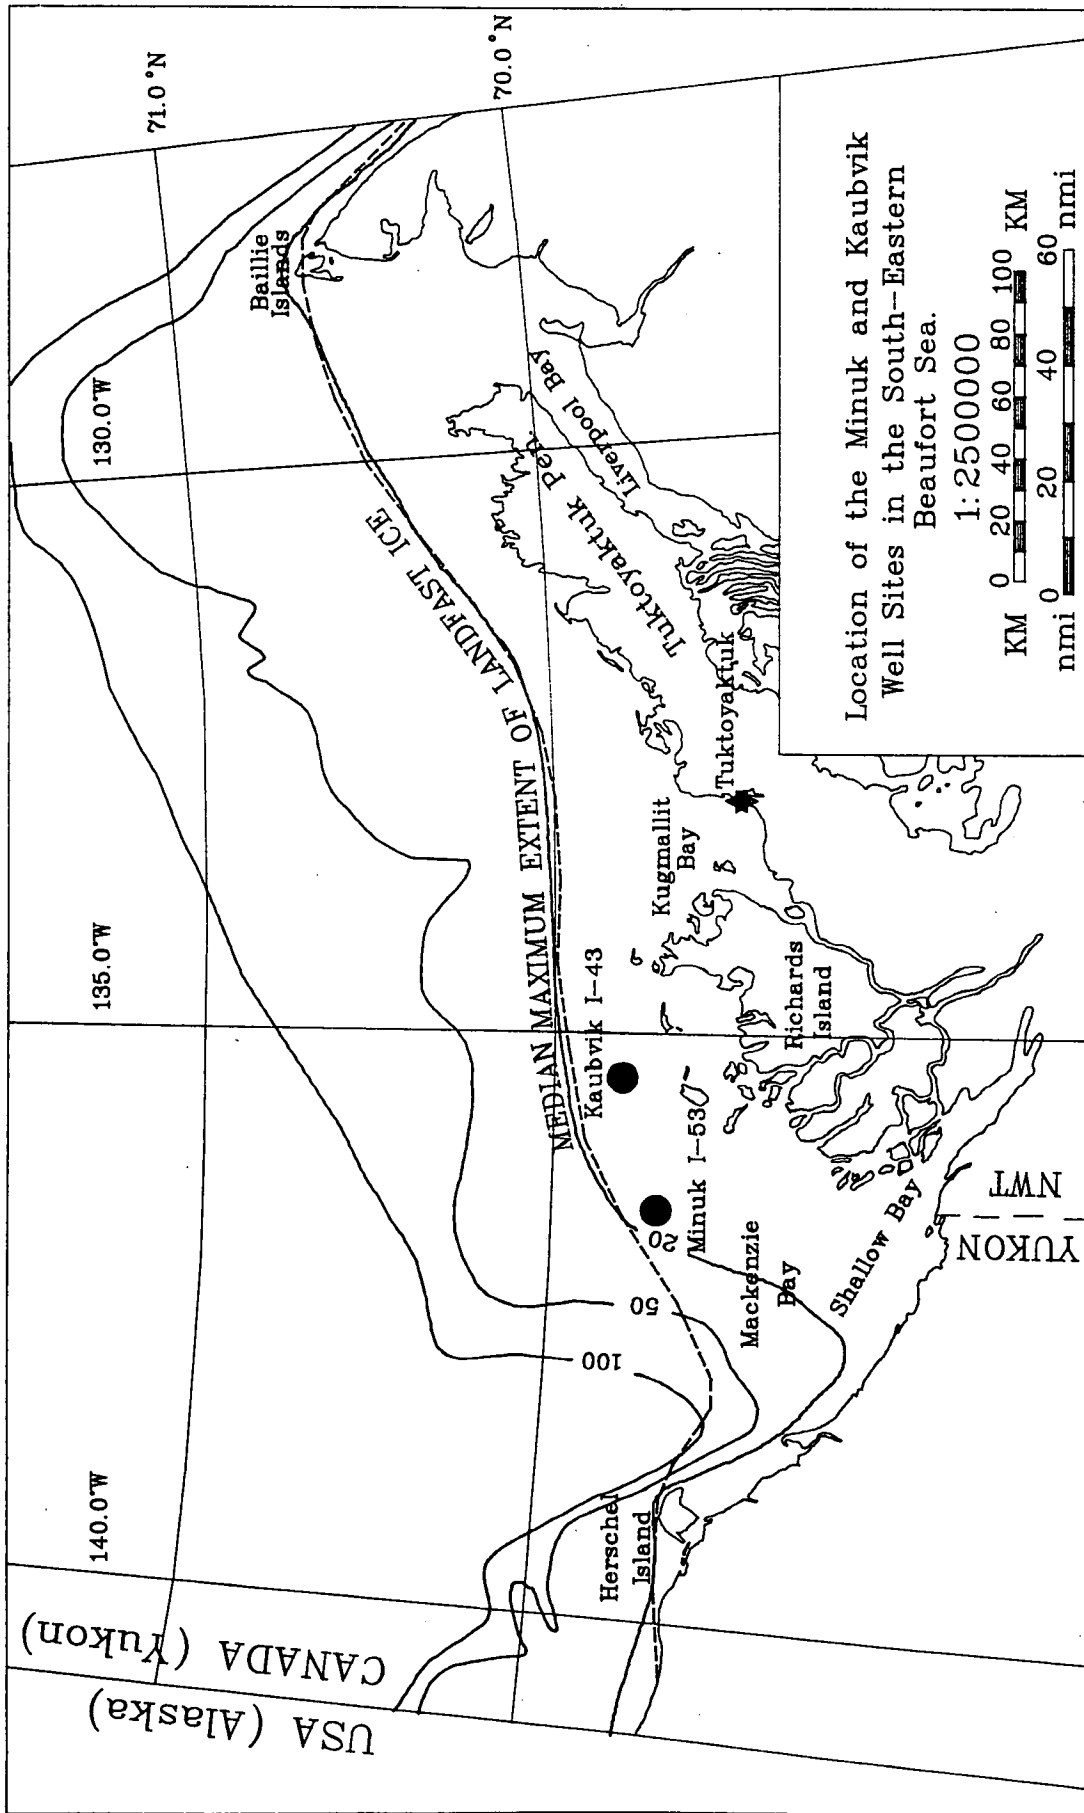 USA (Alaska)
CANADA (Yukon)
140.0°W
135.0°W
130.0°W
71.0°N
70.0°N
Baillie
Islands
MEDIAN MAXIMUM EXTENT OF LANDFAST ICE
100
50
20
Herschel
Island
Kaubvik I-43
Minuk I-53
Mackenzie
Bay
Shallow Bay
Kugmallit
Bay
Richards
Island
Tuktoyaktuk
Tuktoyaktuk Pen.
Liverpool Bay
YUKON
NWT
Location of the Minuk and Kaubvik
Well Sites in the South-Eastern
Beaufort Sea.
1:2500000
KM 0 20 40 60 80 100 KM
nmi 0 20 40 60 nmi